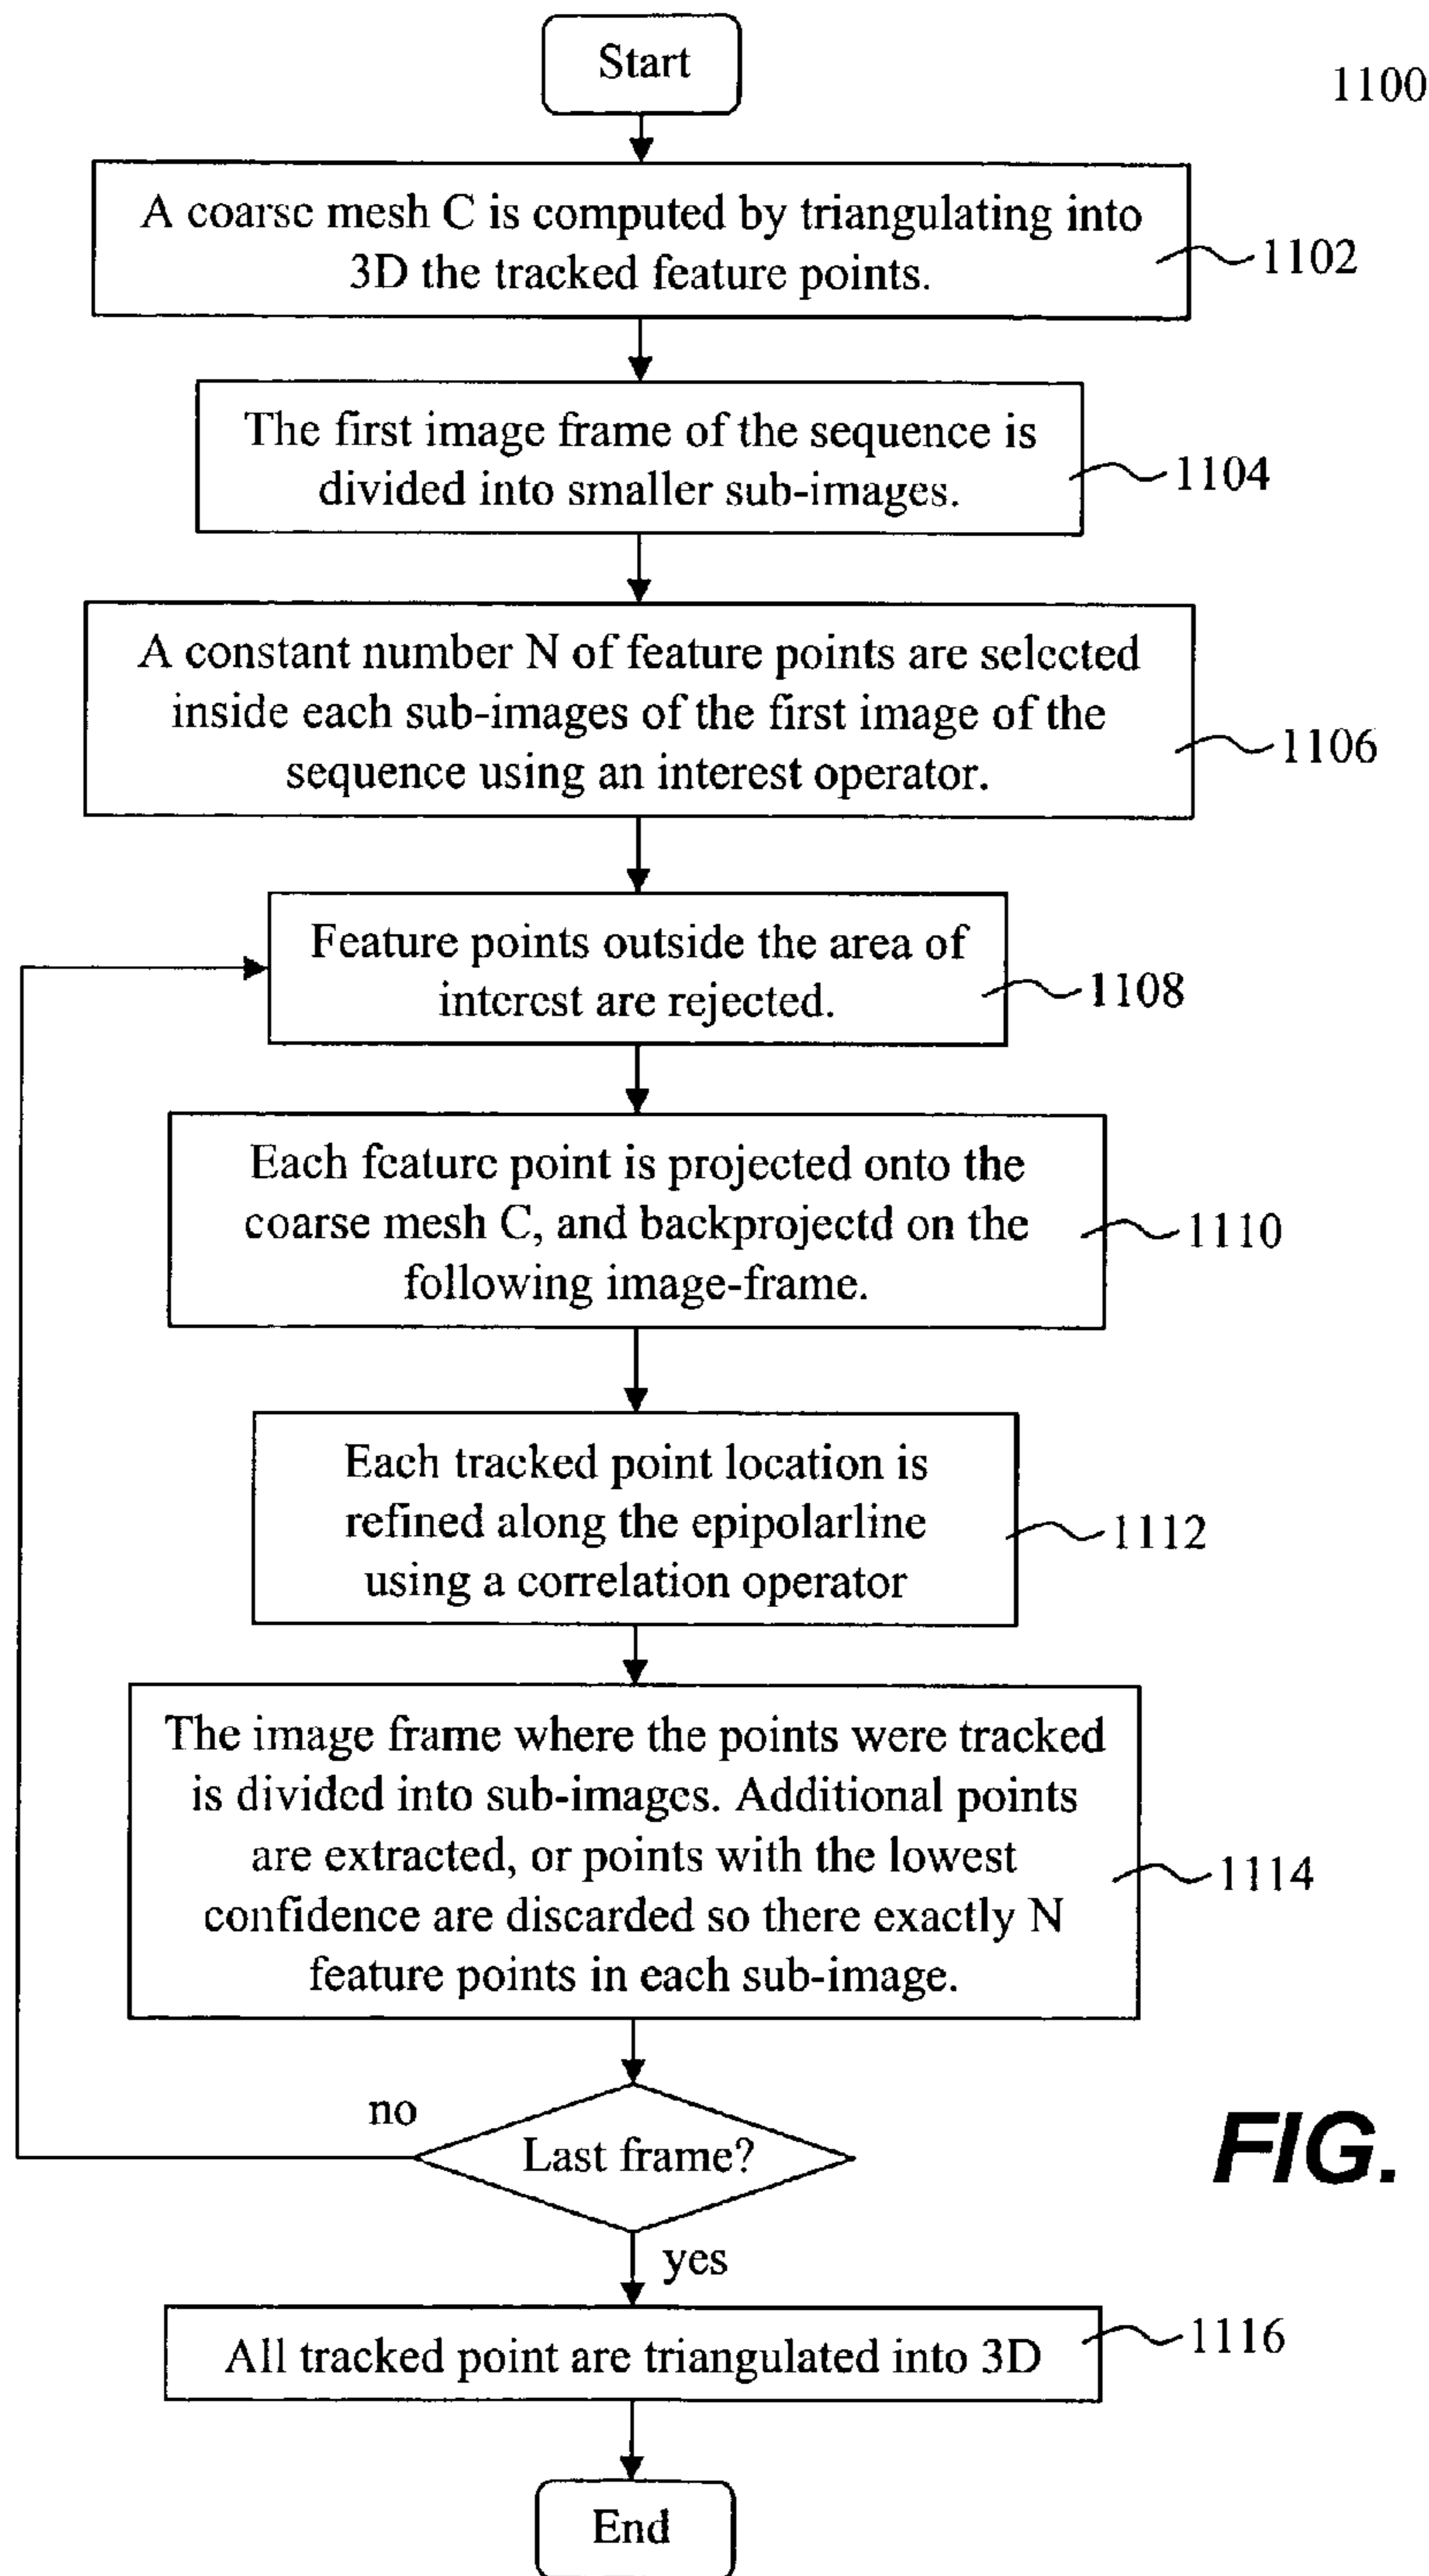 Start
1100
A coarse mesh C is computed by triangulating into
3D the tracked feature points.
1102
The first image frame of the sequence is
divided into smaller sub-images.
1104
A constant number N of feature points are selected
inside each sub-images of the first image of the
sequence using an interest operator.
1106
Feature points outside the area of
interest are rejected.
1108
Each feature point is projected onto the
coarse mesh C, and backprojectd on the
following image-frame.
1110
Each tracked point location is
refined along the epipolarline
using a correlation operator
1112
The image frame where the points were tracked
is divided into sub-images. Additional points
are extracted, or points with the lowest
confidence are discarded so there exactly N
feature points in each sub-image.
1114
no
Last frame?
FIG.
yes
All tracked point are triangulated into 3D
1116
End